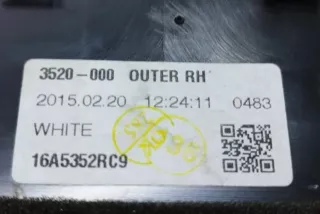 3520-000 OUTER RH
2015.02.20 12:24:11 0483
WHITE
16A5352RC9